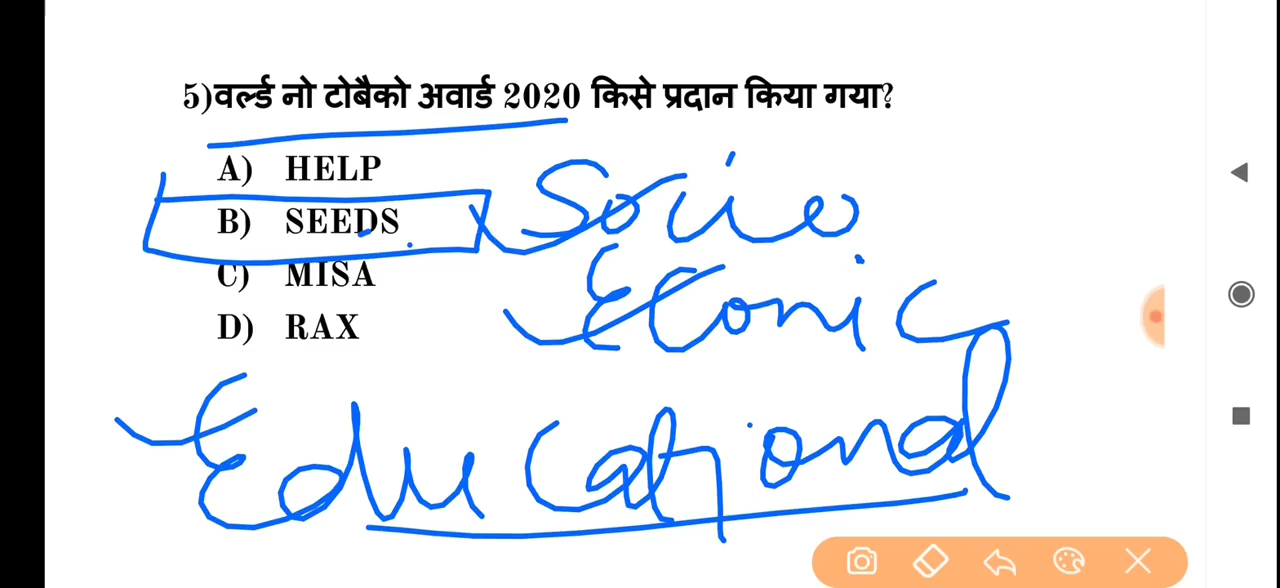 5)वर्ल्ड नो टोबैको अवार्ड 2020 किसे प्रदान किया गया?
A) HELP
B) SEEDS
C) MISA
D) RAX
Socio
Econic
Educational